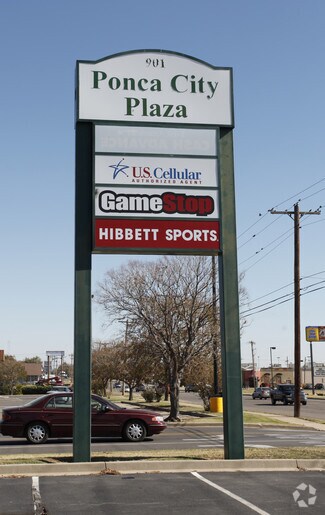 901
Ponca City
Plaza
U.S. Cellular
AUTHORIZED AGENT
GameStop
HIBBETT SPORTS